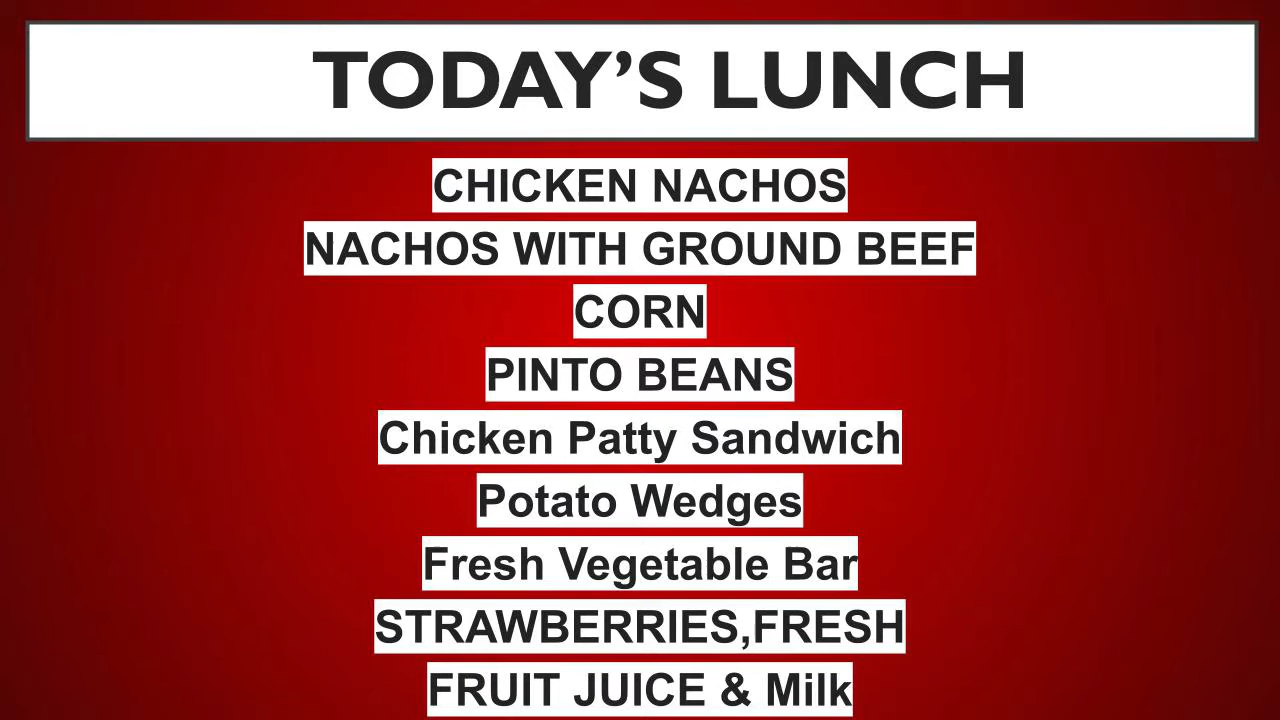 TODAY’S LUNCH
CHICKEN NACHOS
NACHOS WITH GROUND BEEF
CORN
PINTO BEANS
Chicken Patty Sandwich
Potato Wedges
Fresh Vegetable Bar
STRAWBERRIES,FRESH
FRUIT JUICE & Milk